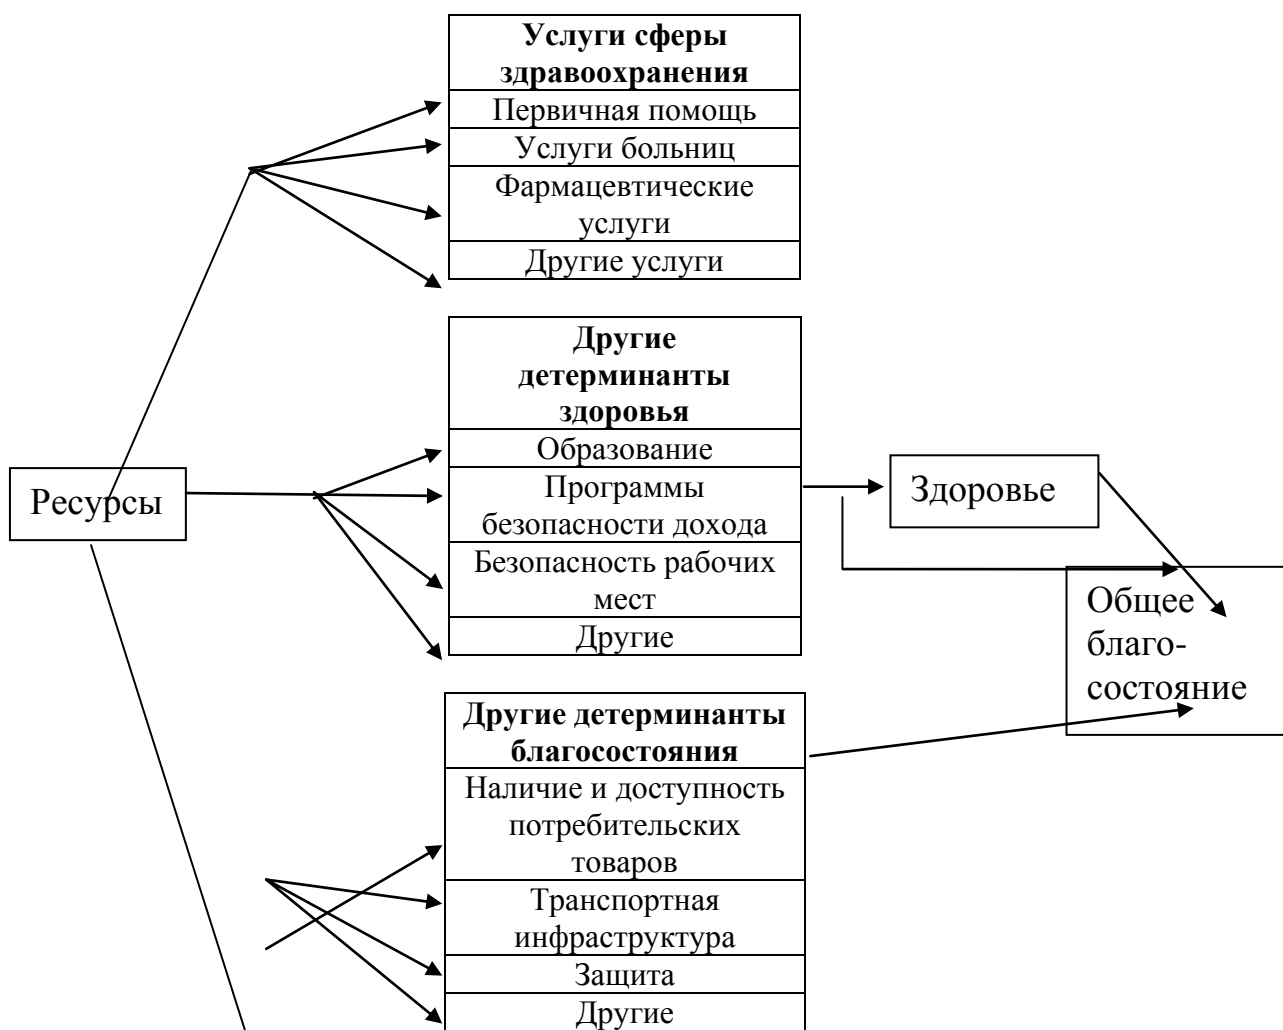 Услуги сферы
здравоохранения
Первичная помощь
Услуги больниц
Фармацевтические
услуги
Другие услуги
Другие
детерминанты
здоровья
Образование
Программы
безопасности дохода
Безопасность рабочих
мест
Другие
Ресурсы
Здоровье
Общее
благо-
состояние
Другие детерминанты
благосостояния
Наличие и доступность
потребительских
товаров
Транспортная
инфраструктура
Защита
Другие